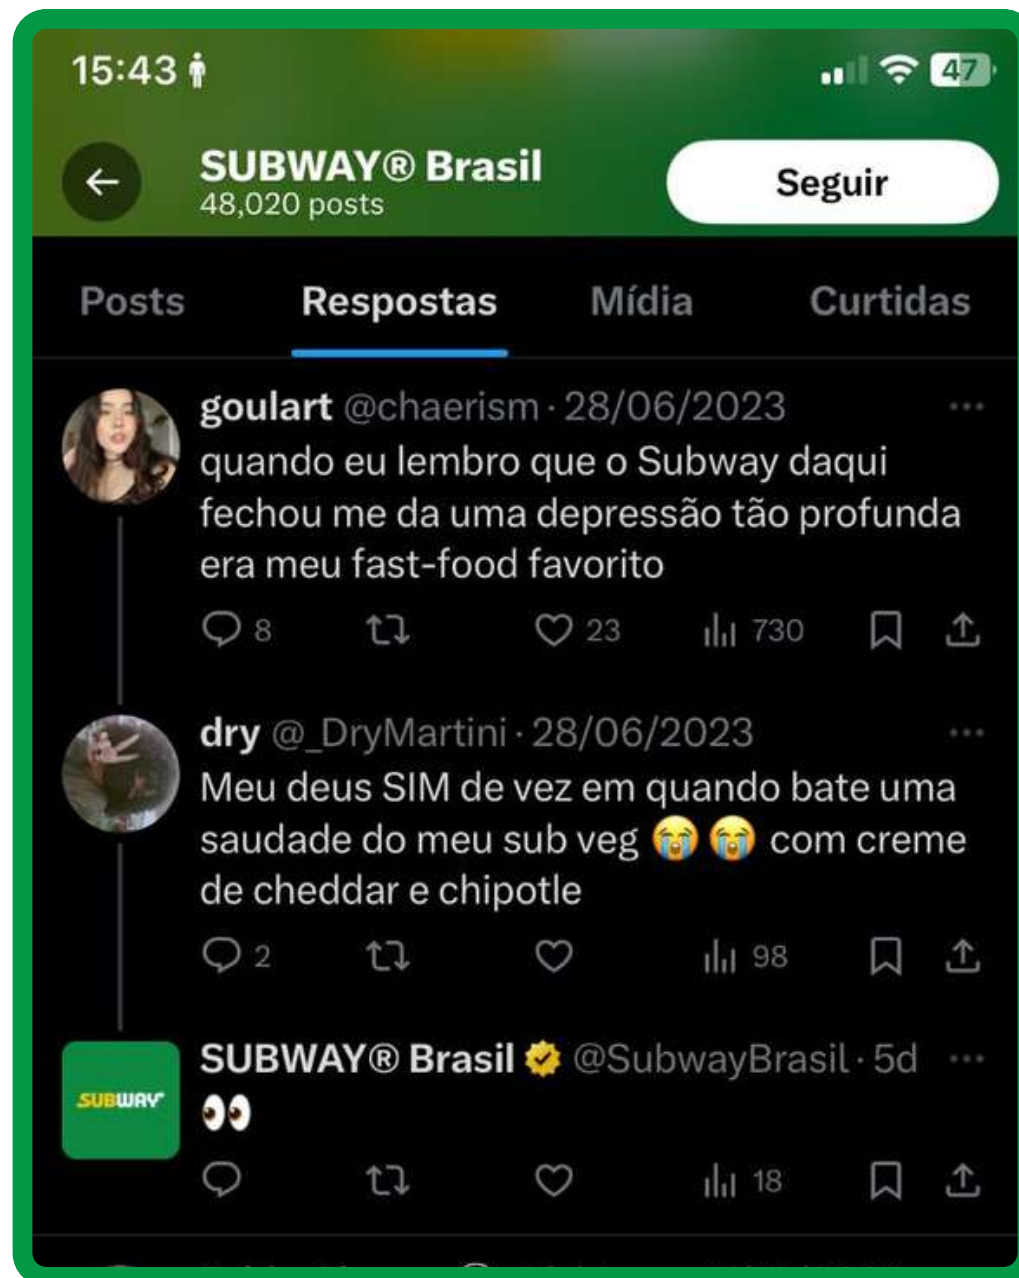 15:43
47
SUBWAY® Brasil
48,020 posts
Seguir
Posts Respostas Mídia Curtidas
goulart @chaerism · 28/06/2023
quando eu lembro que o Subway daqui
fechou me da uma depressão tão profunda
era meu fast-food favorito
8 23 730
dry @_DryMartini · 28/06/2023
Meu deus SIM de vez em quando bate uma
saudade do meu sub veg 😭 😭 com creme
de cheddar e chipotle
2 98
SUBWAY® Brasil @SubwayBrasil · 5d
SUBWAY
👀
18